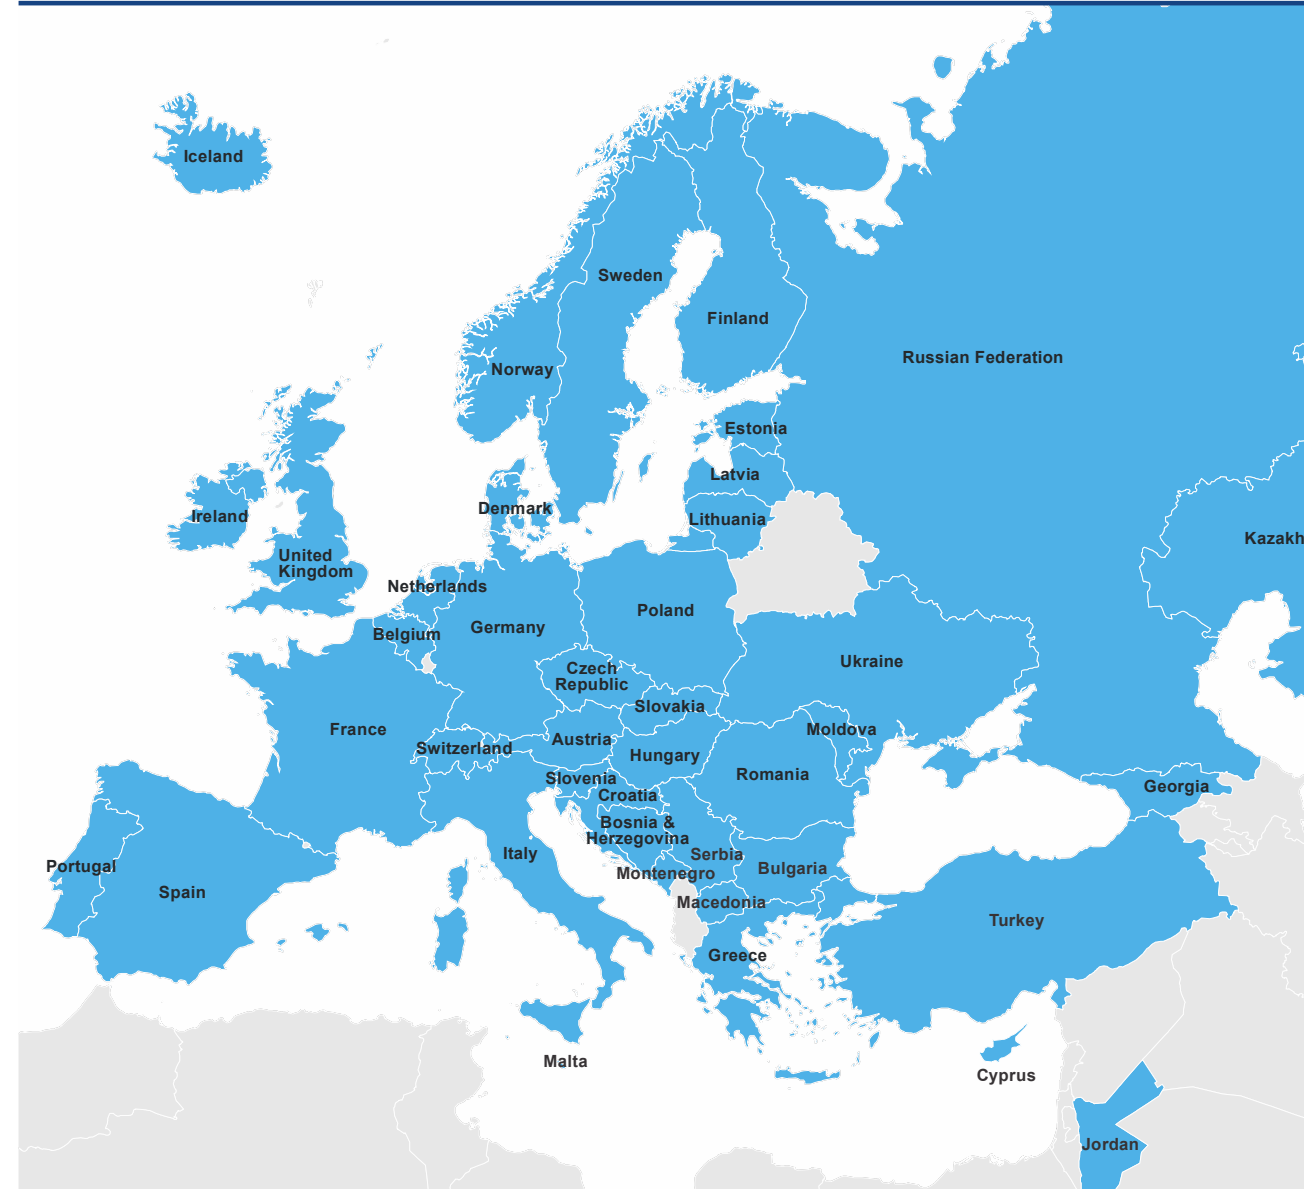 Iceland
Sweden
Finland
Russian Federation
Norway
Estonia
Latvia
Denmark
Ireland
Lithuania
Kazakh
United
Kingdom
Netherlands
Poland
Belgium
Germany
Ukraine
Czech
Republic
Slovakia
France
Moldova
Austria
Switzerland
Hungary
Romania
Slovenia
Georgia
Croatia
Bosnia &
Herzegovina
Italy
Serbia
Portugal
Bulgaria
Montenegro
Spain
Macedonia
Turkey
Greece
Malta
Cyprus
Jordan